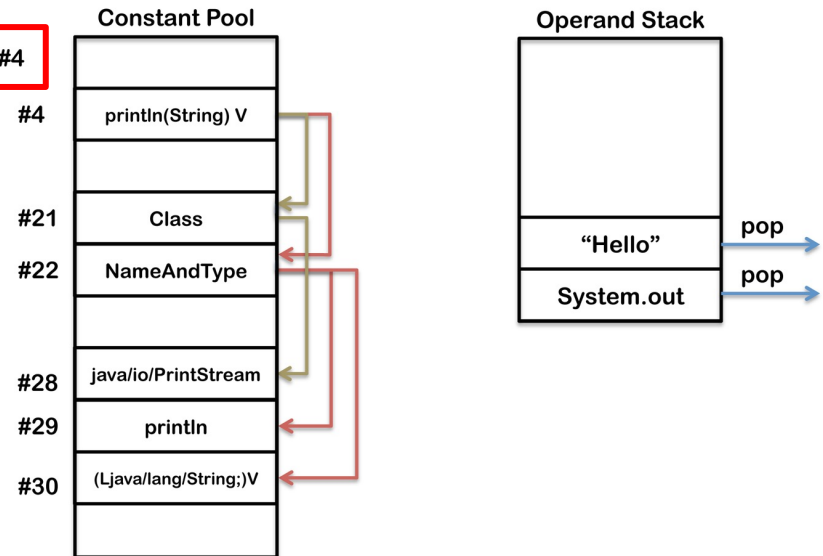 Constant Pool
Operand Stack
#4
#4
println(String) V
#21
Class
#22
NameAndType
"Hello"
pop
System.out
pop
#28
java/io/PrintStream
#29
println
#30
(Ljava/lang/String;)V